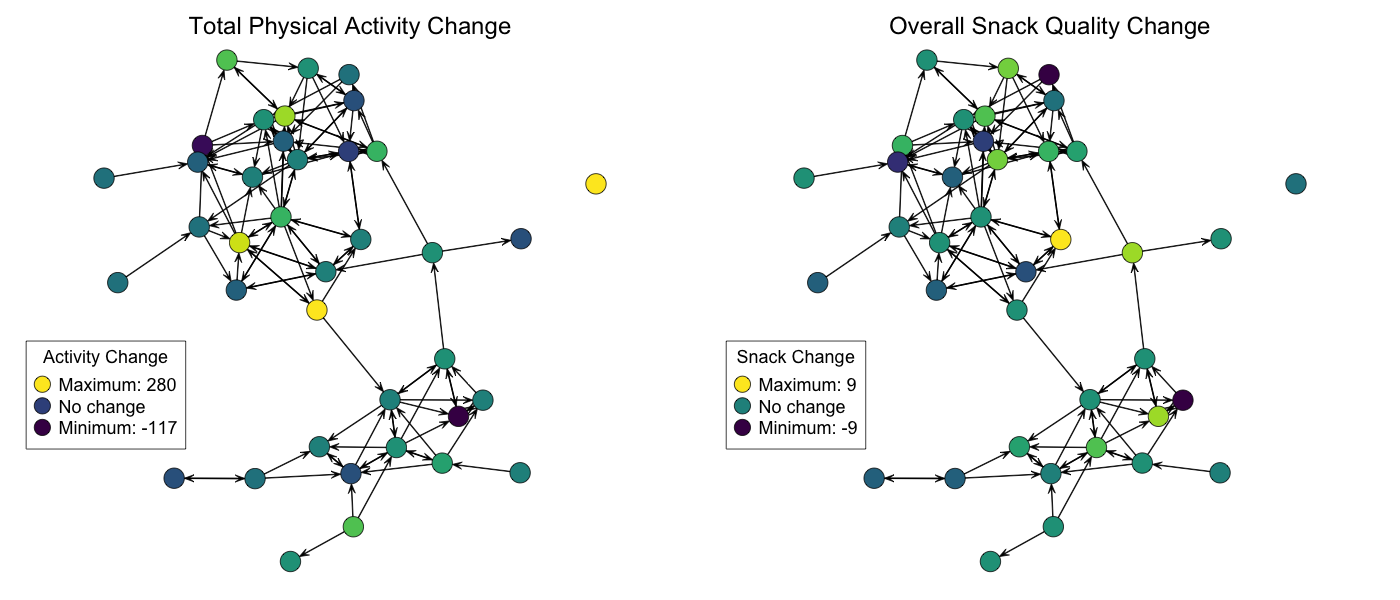 Total Physical Activity Change
Overall Snack Quality Change
Activity Change
Maximum: 280
No change
Minimum: -117
Snack Change
Maximum: 9
No change
Minimum: -9